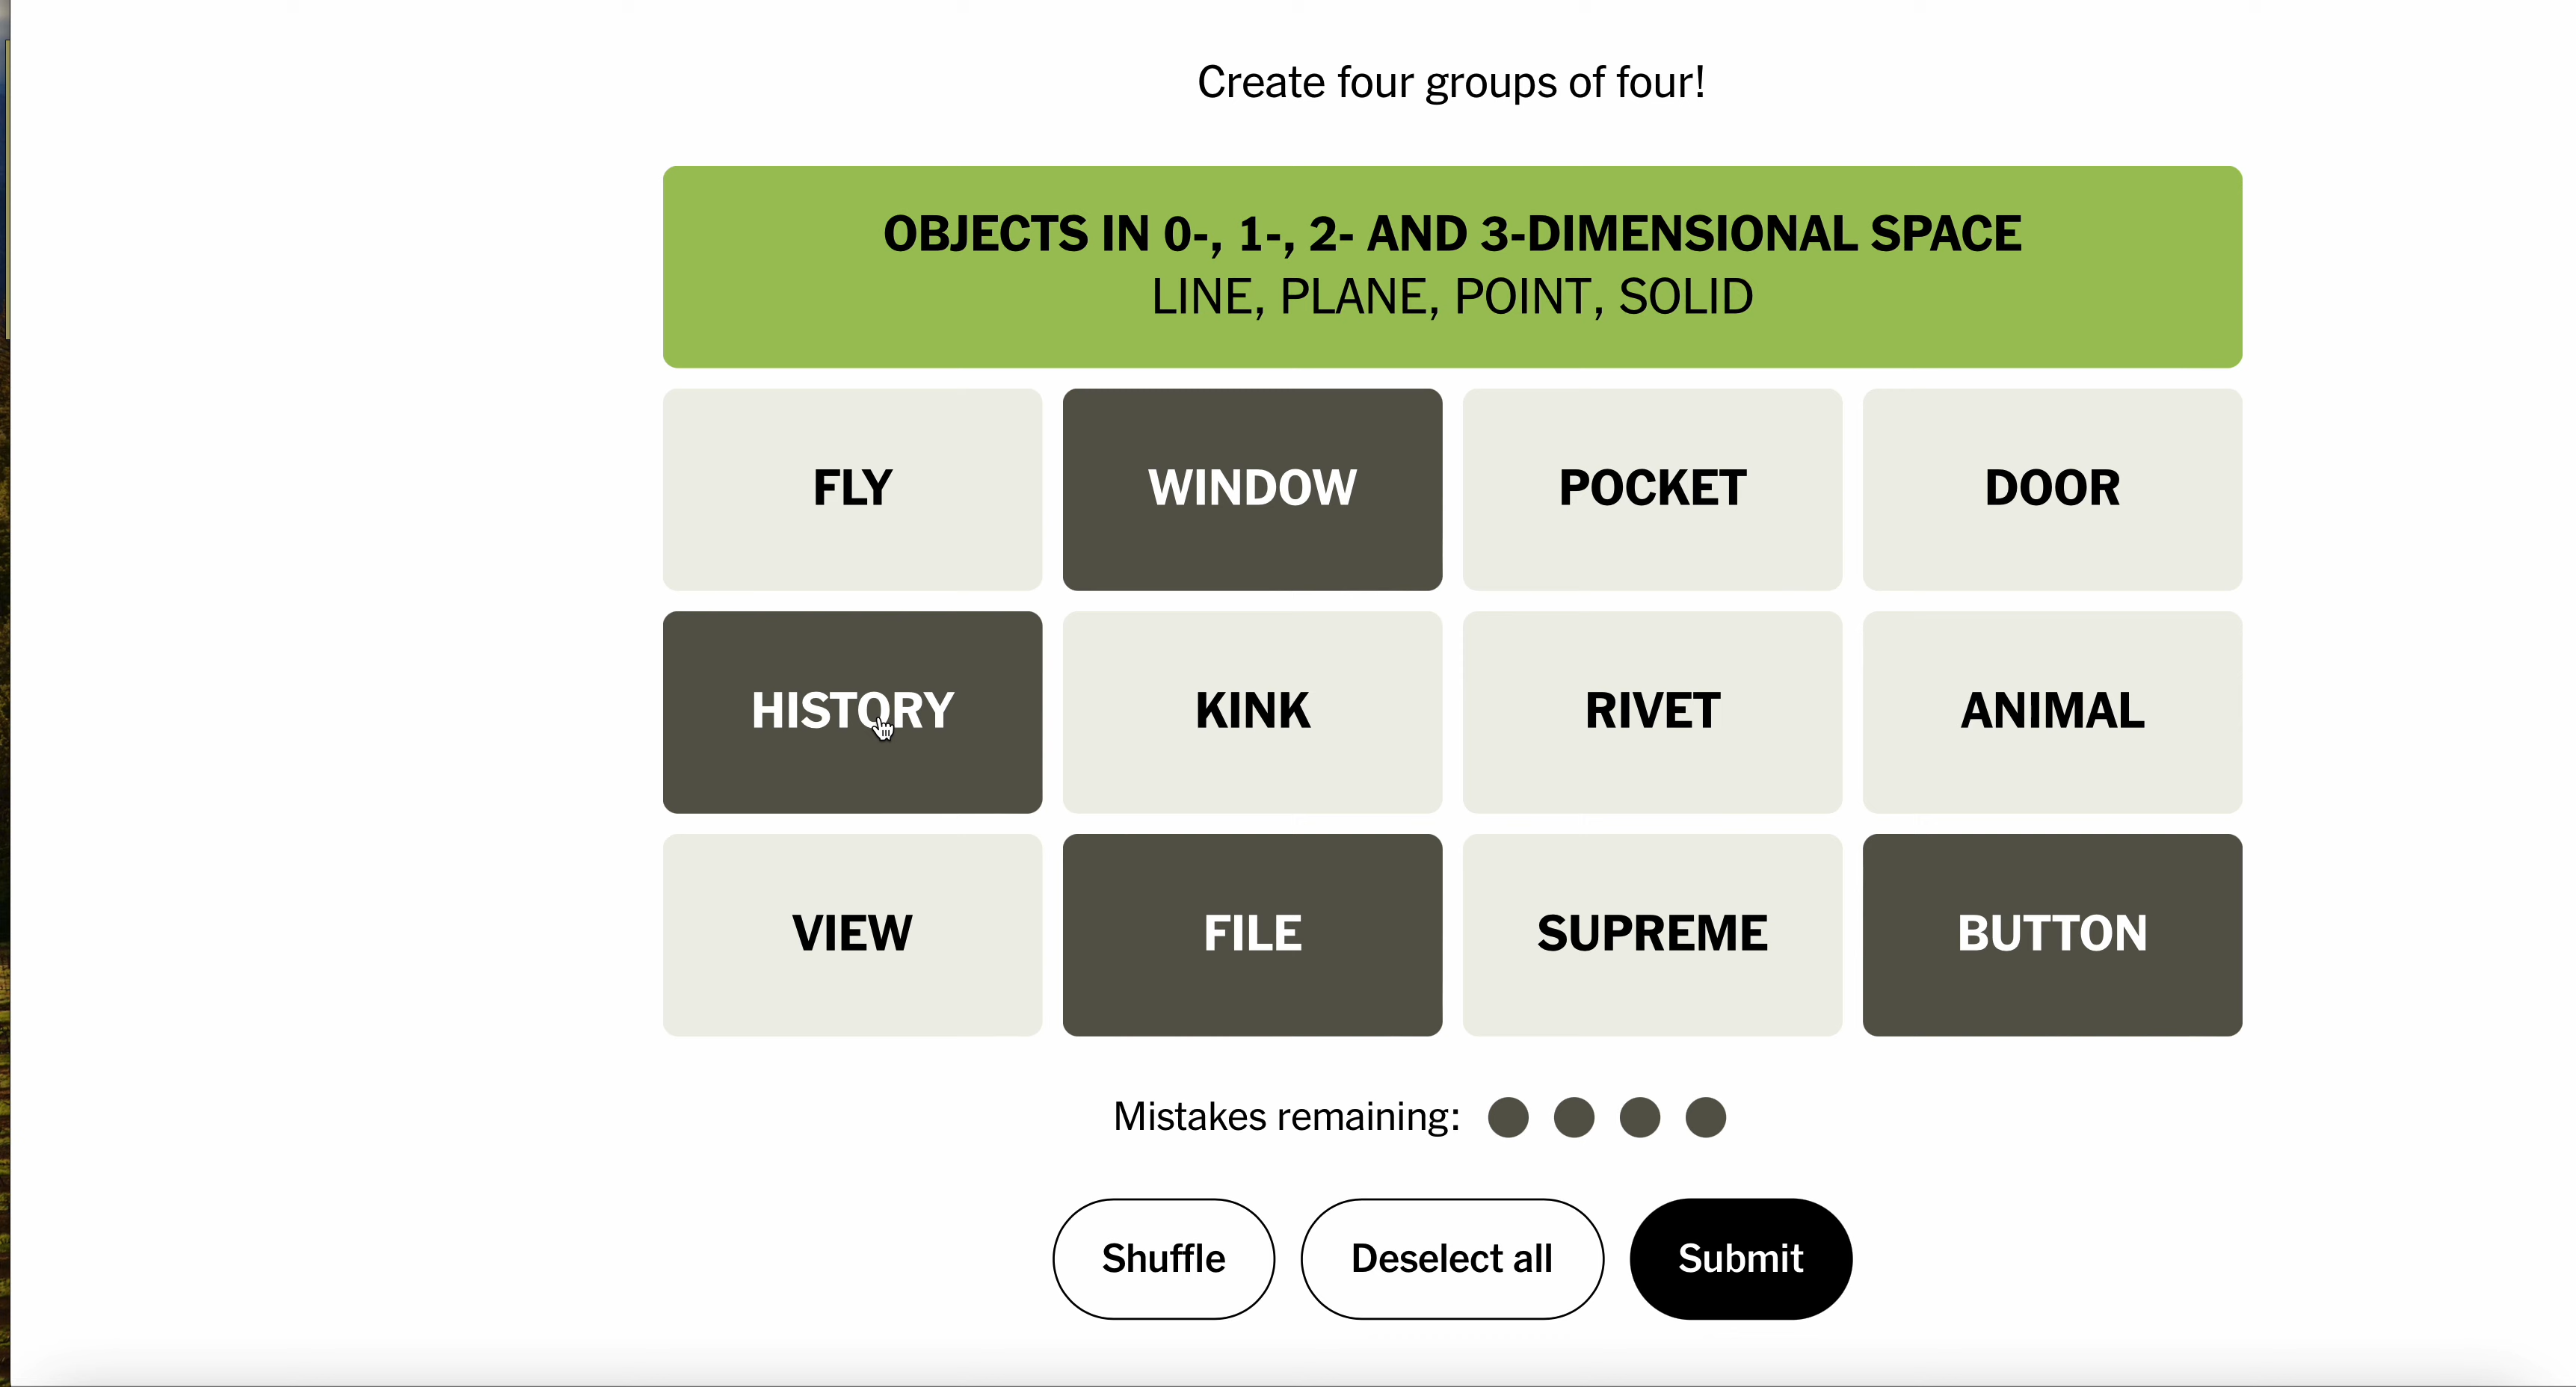 Create four groups of four!
OBJECTS IN 0-, 1-, 2- AND 3-DIMENSIONAL SPACE
LINE, PLANE, POINT, SOLID
FLY
WINDOW
POCKET
DOOR
HISTORY
KINK
RIVET
ANIMAL
VIEW
FILE
SUPREME
BUTTON
Mistakes remaining:
Shuffle
Deselect all
Submit